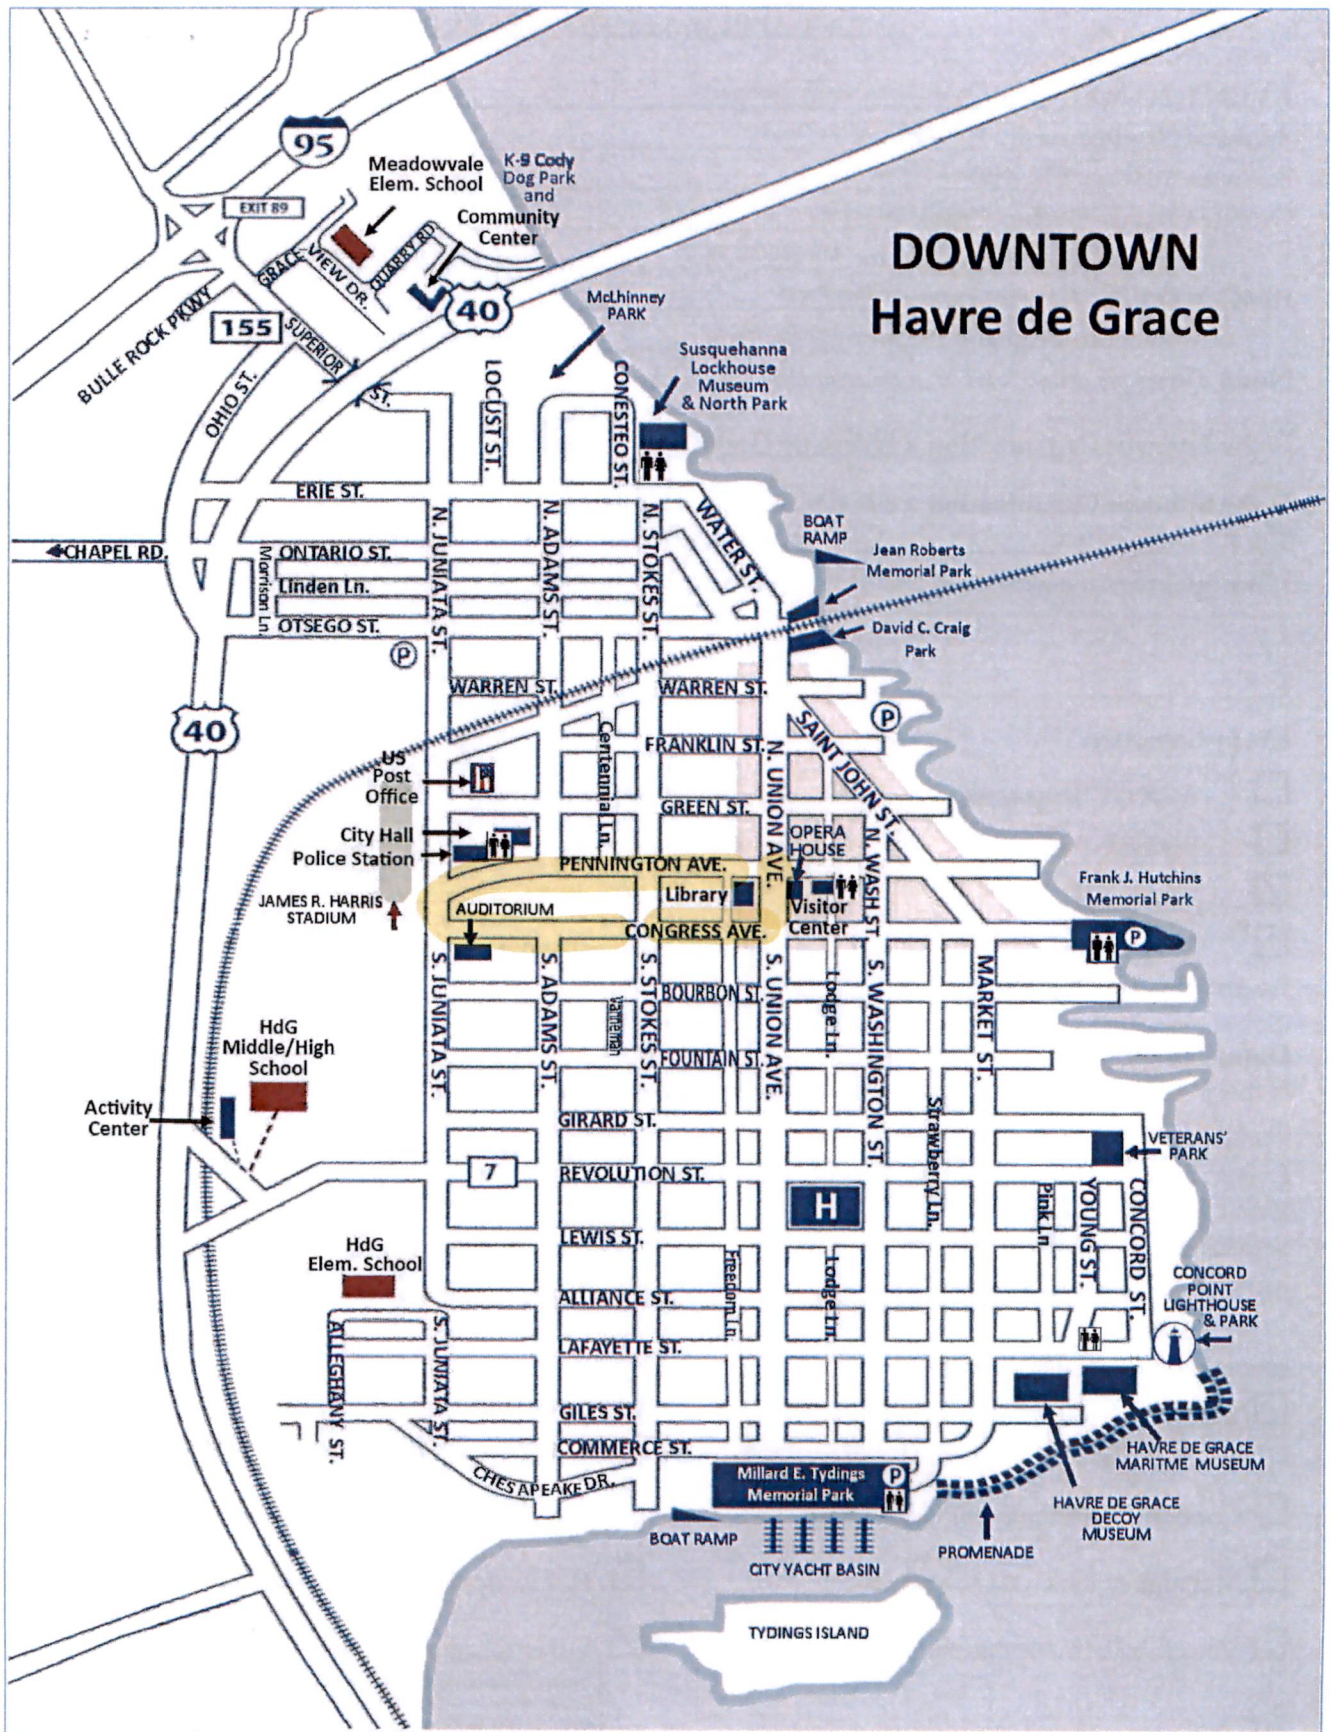 95
Meadowvale
Elem. School
K-9 Cody
Dog Park
and
Community
Center
EXIT 89
GRACE
VIEW DR.
QUARRY RD
DOWNTOWN
Havre de Grace
40
McLhinney
PARK
BULLE ROCK PKWY
155
SUPERIOR
ST.
Susquehanna
Lockhouse
Museum
& North Park
OHIO ST.
LOCUST ST.
CONESTEO ST.
ERIE ST.
N. JUNIATA ST.
N. ADAMS ST.
N. STOKES ST.
WATER ST.
BOAT
RAMP
CHAPEL RD.
Morrison Ln.
ONTARIO ST.
Linden Ln.
OTSEGO ST.
Jean Roberts
Memorial Park
David C. Craig
Park
P
WARREN ST.
WARREN ST.
40
P
SAINT JOHN ST.
FRANKLIN ST.
Centennial Ln.
N. UNION AVE.
US
Post
Office
GREEN ST.
City Hall
Police Station
OPERA
HOUSE
N. WASH ST.
PENNINGTON AVE.
Library
Visitor
Center
Frank J. Hutchins
Memorial Park
P
JAMES R. HARRIS
STADIUM
AUDITORIUM
CONGRESS AVE.
S. JUNIATA ST.
S. ADAMS ST.
Vanneman
S. STOKES ST.
BOURBON ST.
S. UNION AVE.
Lodge Ln.
S. WASHINGTON ST.
MARKET ST.
HdG
Middle/High
School
FOUNTAIN ST.
Activity
Center
GIRARD ST.
Strawberry Ln.
VETERANS'
PARK
7
REVOLUTION ST.
H
Pink Ln
YOUNG ST.
CONCORD ST.
LEWIS ST.
HdG
Elem. School
Freedom Ln.
Lodge Ln.
CONCORD
POINT
LIGHTHOUSE
& PARK
ALLIANCE ST.
ALLEGHANY ST.
S. JUNIATA ST.
LAFAYETTE ST.
GILES ST.
COMMERCE ST.
CHESAPEAKE DR.
Millard E. Tydings
Memorial Park
P
HAVRE DE GRACE
MARITME MUSEUM
HAVRE DE GRACE
DECOY
MUSEUM
BOAT RAMP
PROMENADE
CITY YACHT BASIN
TYDINGS ISLAND